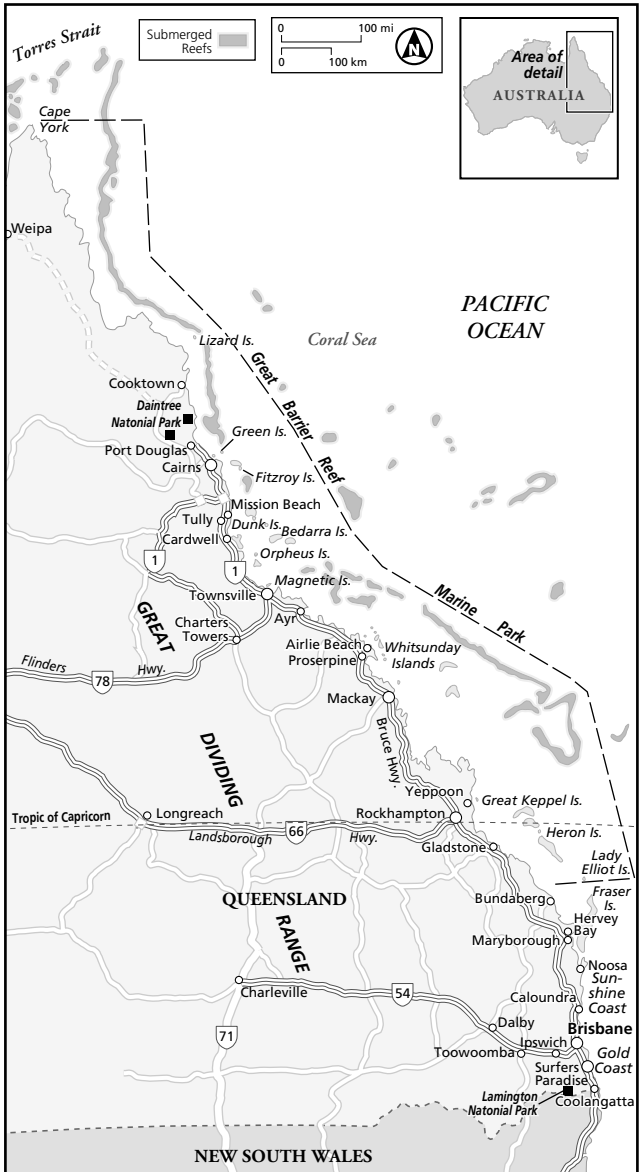 Torres Strait
Submerged
Reefs
0 100 mi
0 100 km
N
Area of
detail
AUSTRALIA
Cape
York
Weipa
PACIFIC
OCEAN
Coral Sea
Lizard Is.
Great Barrier Reef
Cooktown
Daintree
Natonial Park
Green Is.
Port Douglas
Cairns
Fitzroy Is.
Mission Beach
Tully
Dunk Is.
Bedarra Is.
Cardwell
Orpheus Is.
1
1
Magnetic Is.
Townsville
Marine Park
GREAT
Charters
Towers
Ayr
Airlie Beach
Proserpine
Whitsunday
Islands
Flinders Hwy.
78
Mackay
Bruce Hwy.
DIVIDING
Yeppoon
Great Keppel Is.
Longreach
Rockhampton
Tropic of Capricorn
Landsborough Hwy.
66
Heron Is.
Gladstone
Lady
Elliot Is.
QUEENSLAND
Bundaberg
Fraser
Is.
RANGE
Hervey
Bay
Maryborough
Noosa
Sun-
shine
Coast
Charleville
54
Caloundra
Dalby
Brisbane
71
Ipswich
Toowoomba
Gold
Coast
Surfers
Paradise
Lamington
Natonial Park
Coolangatta
NEW SOUTH WALES